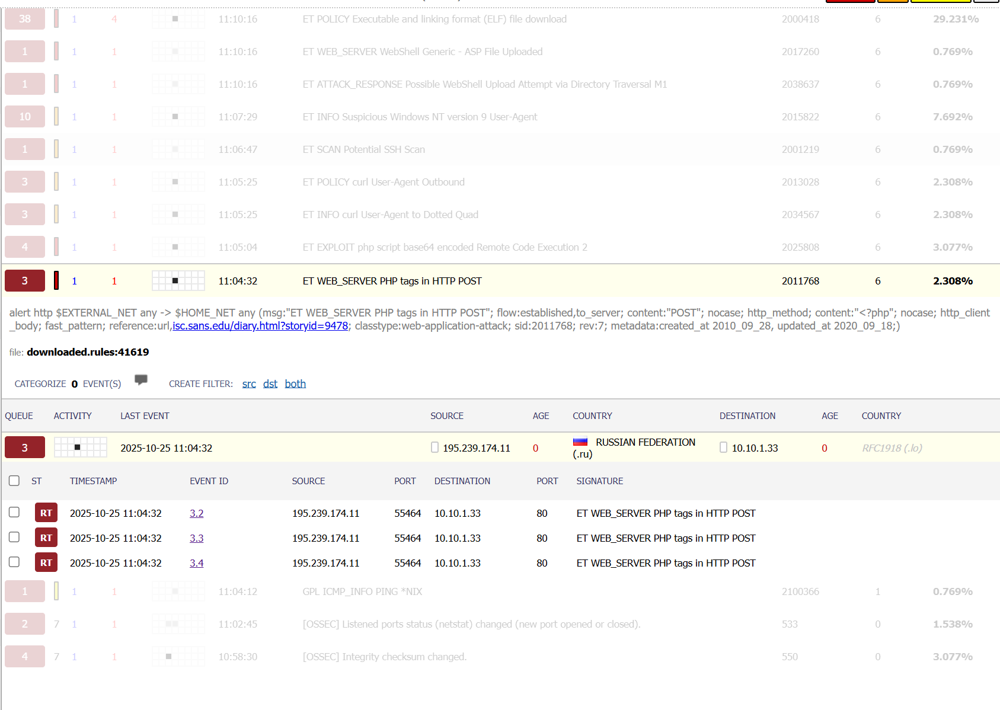 38 1 4 11:10:16 ET POLICY Executable and linking format (ELF) file download 2000418 6 29.231%
1 1 1 11:10:16 ET WEB_SERVER WebShell Generic - ASP File Uploaded 2017260 6 0.769%
1 1 1 11:10:16 ET ATTACK_RESPONSE Possible WebShell Upload Attempt via Directory Traversal M1 2038637 6 0.769%
10 1 1 11:07:29 ET INFO Suspicious Windows NT version 9 User-Agent 2015822 6 7.692%
1 1 1 11:06:47 ET SCAN Potential SSH Scan 2001219 6 0.769%
3 1 1 11:05:25 ET POLICY curl User-Agent Outbound 2013028 6 2.308%
3 1 1 11:05:25 ET INFO curl User-Agent to Dotted Quad 2034567 6 2.308%
4 1 1 11:05:04 ET EXPLOIT php script base64 encoded Remote Code Execution 2 2025808 6 3.077%
3 1 1 11:04:32 ET WEB_SERVER PHP tags in HTTP POST 2011768 6 2.308%
alert http $EXTERNAL_NET any -> $HOME_NET any (msg:"ET WEB_SERVER PHP tags in HTTP POST"; flow:established,to_server; content:"POST"; nocase; http_method; content:"<?php"; nocase; http_client
_body; fast_pattern; reference:url,isc.sans.edu/diary.html?storyid=9478; classtype:web-application-attack; sid:2011768; rev:7; metadata:created_at 2010_09_28, updated_at 2020_09_18;)
file: downloaded.rules:41619
CATEGORIZE 0 EVENT(S) CREATE FILTER: src dst both
QUEUE ACTIVITY LAST EVENT SOURCE AGE COUNTRY DESTINATION AGE COUNTRY
3 2025-10-25 11:04:32 195.239.174.11 0 RUSSIAN FEDERATION 10.10.1.33 0 RFC1918 (.lo)
(.ru)
ST TIMESTAMP EVENT ID SOURCE PORT DESTINATION PORT SIGNATURE
RT 2025-10-25 11:04:32 3.2 195.239.174.11 55464 10.10.1.33 80 ET WEB_SERVER PHP tags in HTTP POST
RT 2025-10-25 11:04:32 3.3 195.239.174.11 55464 10.10.1.33 80 ET WEB_SERVER PHP tags in HTTP POST
RT 2025-10-25 11:04:32 3.4 195.239.174.11 55464 10.10.1.33 80 ET WEB_SERVER PHP tags in HTTP POST
1 1 1 11:04:12 GPL ICMP_INFO PING *NIX 2100366 1 0.769%
2 7 1 1 11:02:45 [OSSEC] Listened ports status (netstat) changed (new port opened or closed). 533 0 1.538%
4 7 1 1 10:58:30 [OSSEC] Integrity checksum changed. 550 0 3.077%